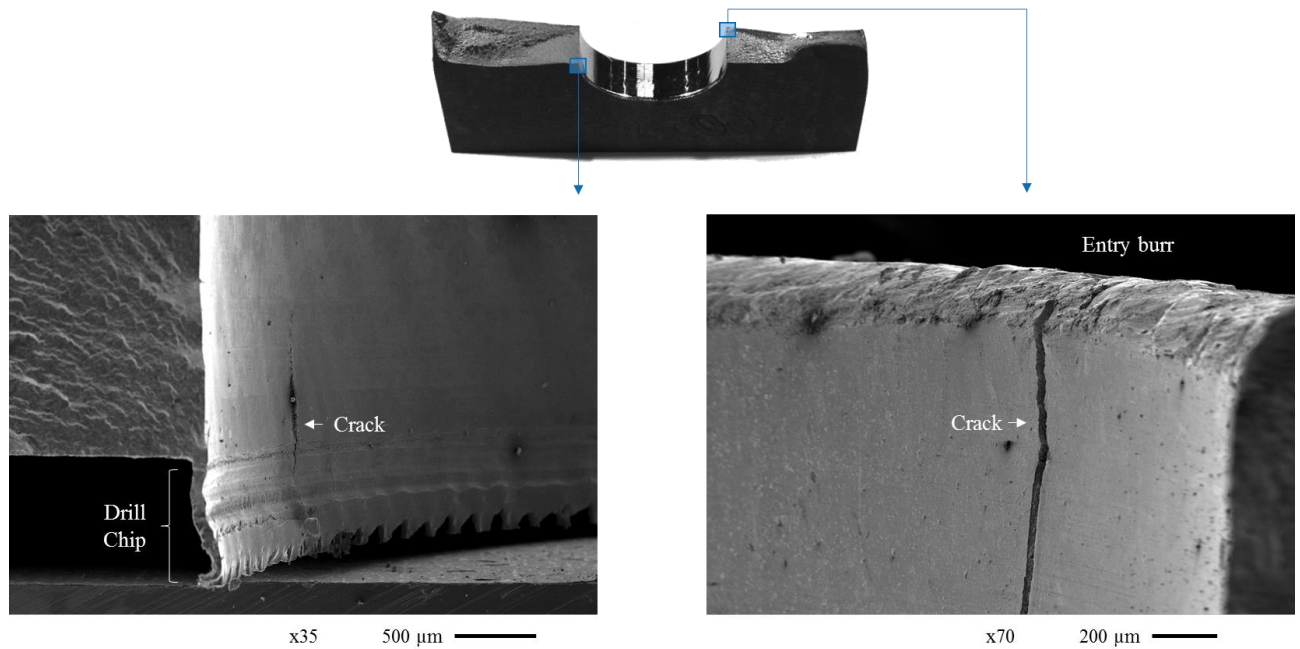 Entry burr
Crack
Crack
Drill
Chip
x35 500 µm
x70 200 µm